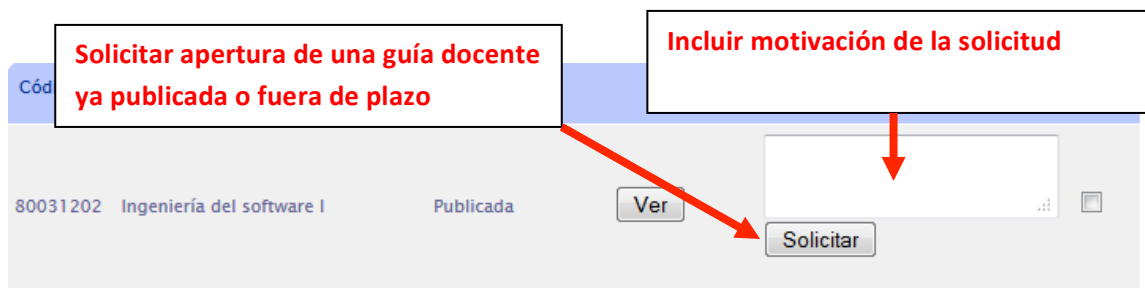 Solicitar apertura de una guía docente
ya publicada o fuera de plazo
Incluir motivación de la solicitud
Cód
80031202 Ingeniería del software I Publicada Ver
Solicitar